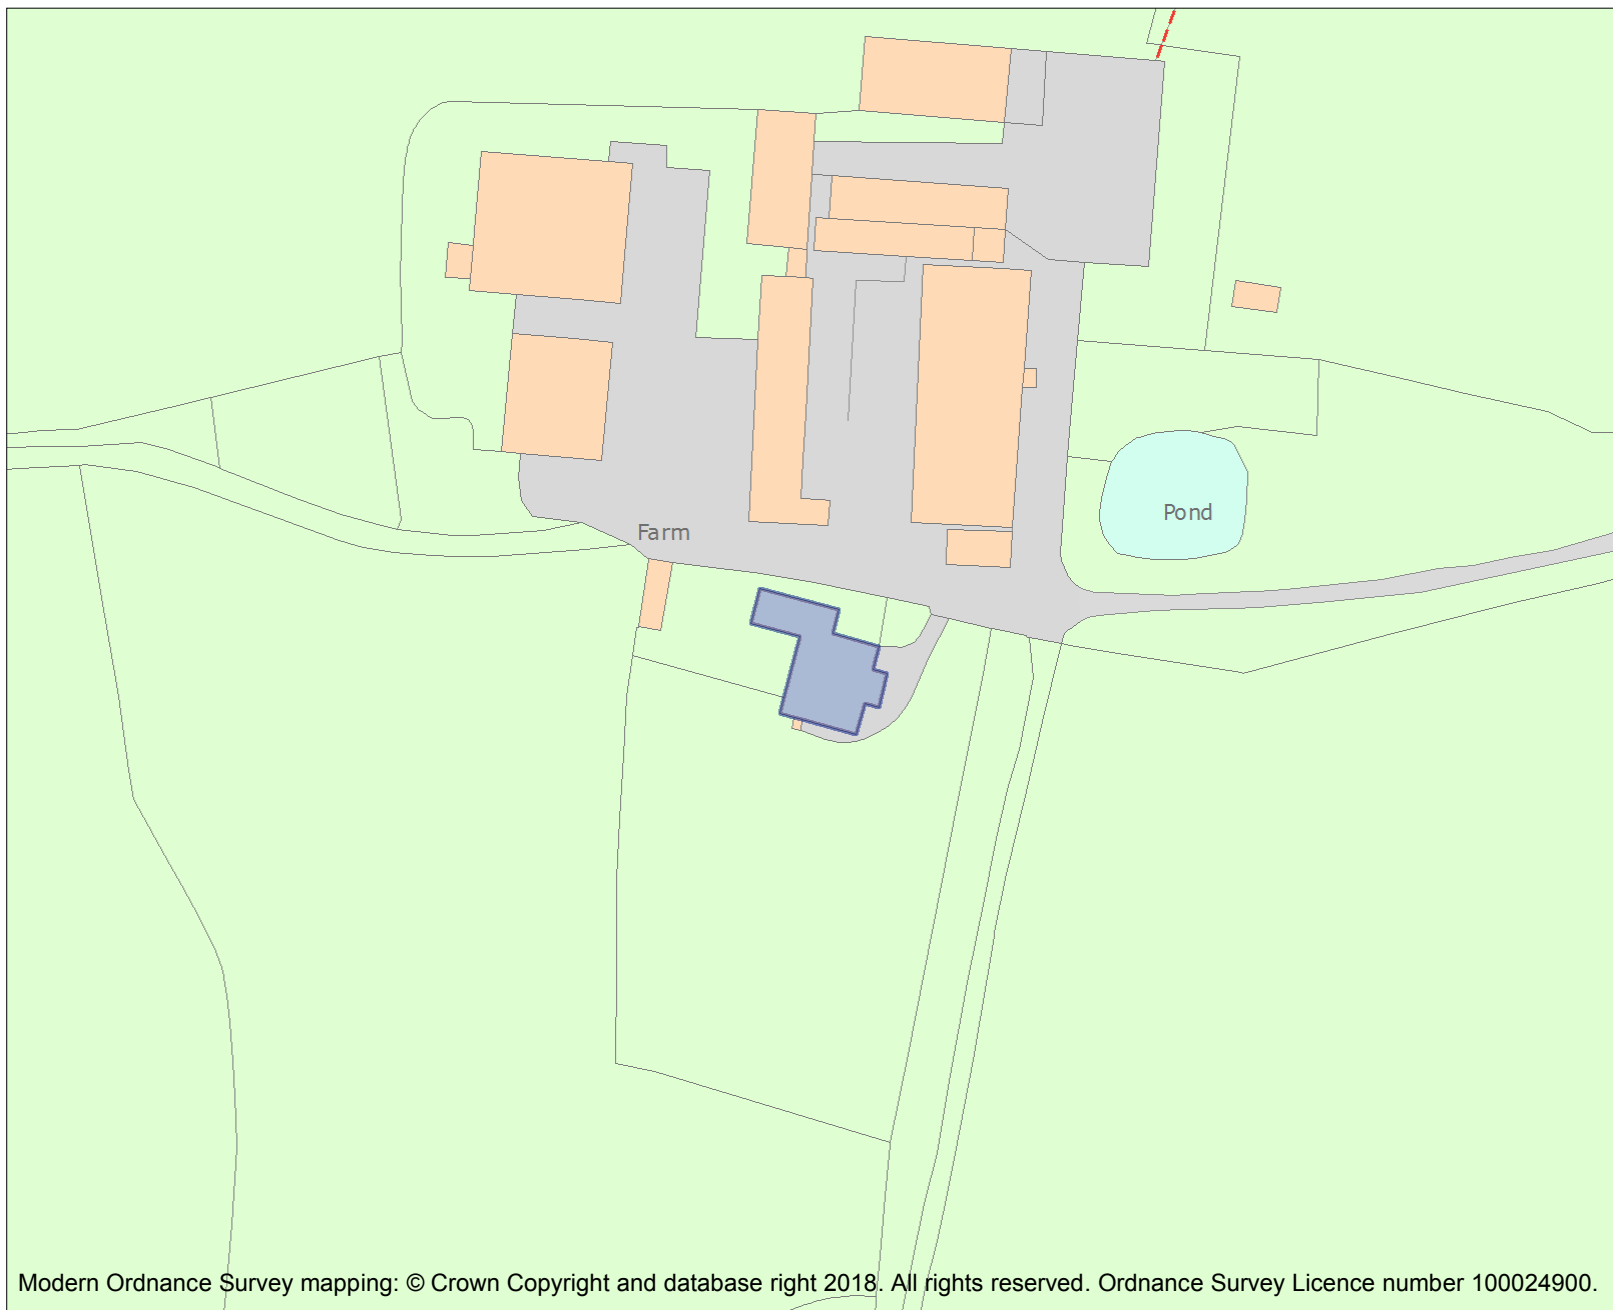 Farm
Pond
Modern Ordnance Survey mapping: © Crown Copyright and database right 2018. All rights reserved. Ordnance Survey Licence number 100024900.